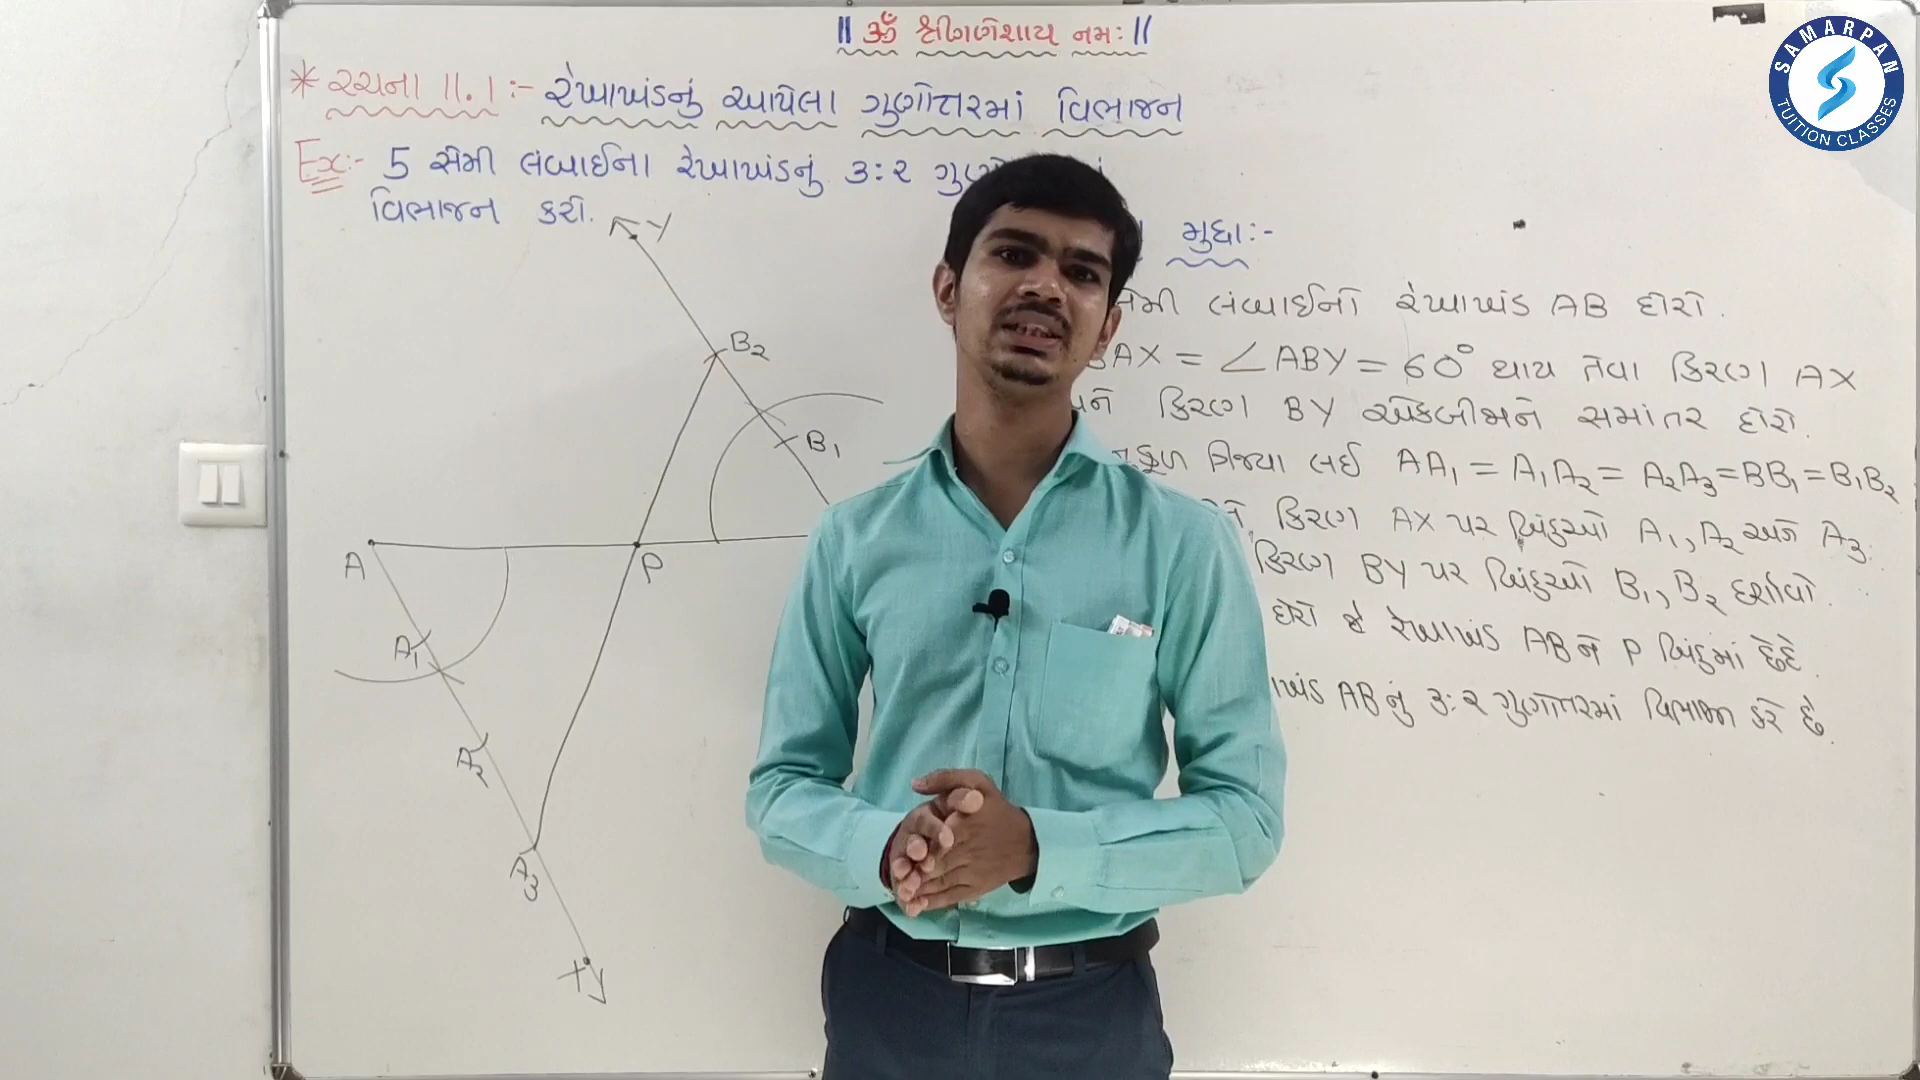 ॥ ૐ શ્રી ગણેશાય નમઃ ॥
* રચના 11.1 :- રેખાખંડનું આપેલા ગુણોત્તરમાં વિભાજન
Ex:- 5 સેમી લંબાઈના રેખાખંડનું ૩:૨
વિભાજન કરો.
મુદ્દા:-
સેમી લંબાઈનો રેખાખંડ AB દોરો.
AX = ∠ABY = 60° થાય તેવા કિરણ AX
અને કિરણ BY એકબીજાને સમાંતર દોરો.
ત્રિજ્યા લઈ AA1 = A1A2 = A2A3 = BB1 = B1B2
કિરણ AX પર બિંદુઓ A1, A2 અને A3
કિરણ BY પર બિંદુઓ B1, B2 દર્શાવો.
દોરો જે રેખાખંડ AB ને P બિંદુમાં છેદે.
AB નું ૩:૨ ગુણોત્તરમાં વિભાજન કરે છે.
Y
B2
B1
A
P
A1
A2
A3
X
SAMARPAN
TUITION CLASSES